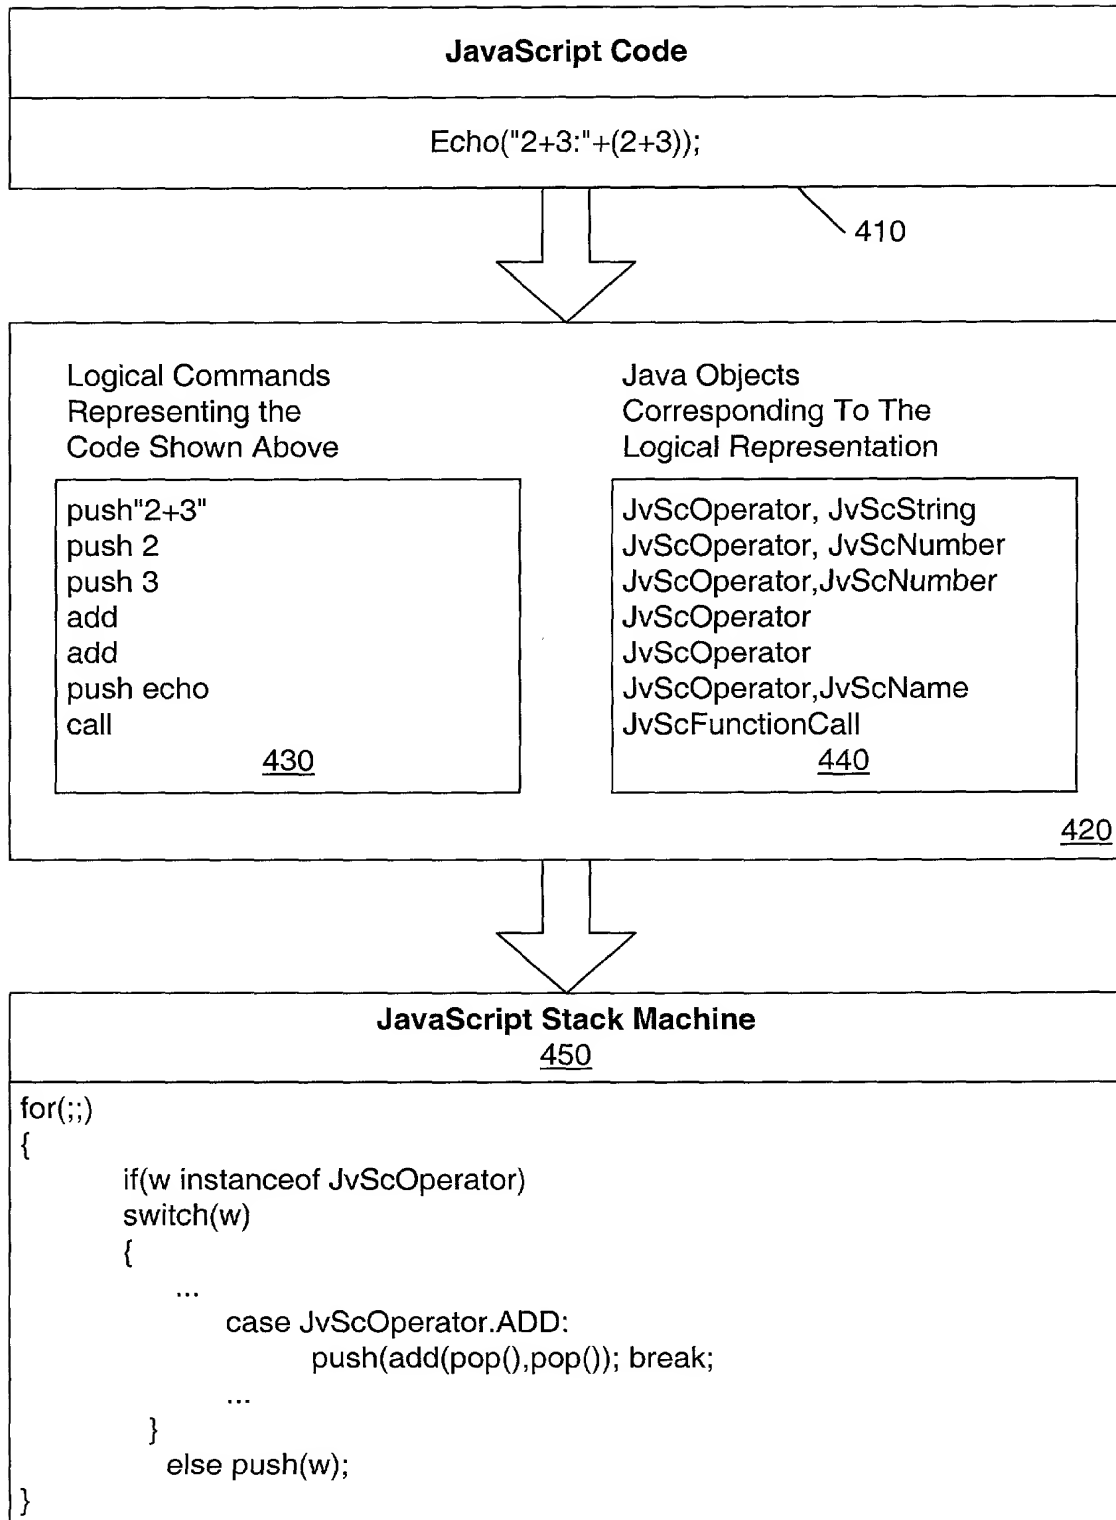 JavaScript Code
Echo("2+3:"+(2+3));
410
Logical Commands
Representing the
Code Shown Above
push"2+3"
push 2
push 3
add
add
push echo
call
430
Java Objects
Corresponding To The
Logical Representation
JvScOperator, JvScString
JvScOperator, JvScNumber
JvScOperator,JvScNumber
JvScOperator
JvScOperator
JvScOperator,JvScName
JvScFunctionCall
440
420
JavaScript Stack Machine
450
for(;;)
{
if(w instanceof JvScOperator)
switch(w)
{
...
case JvScOperator.ADD:
push(add(pop(),pop()); break;
...
}
else push(w);
}